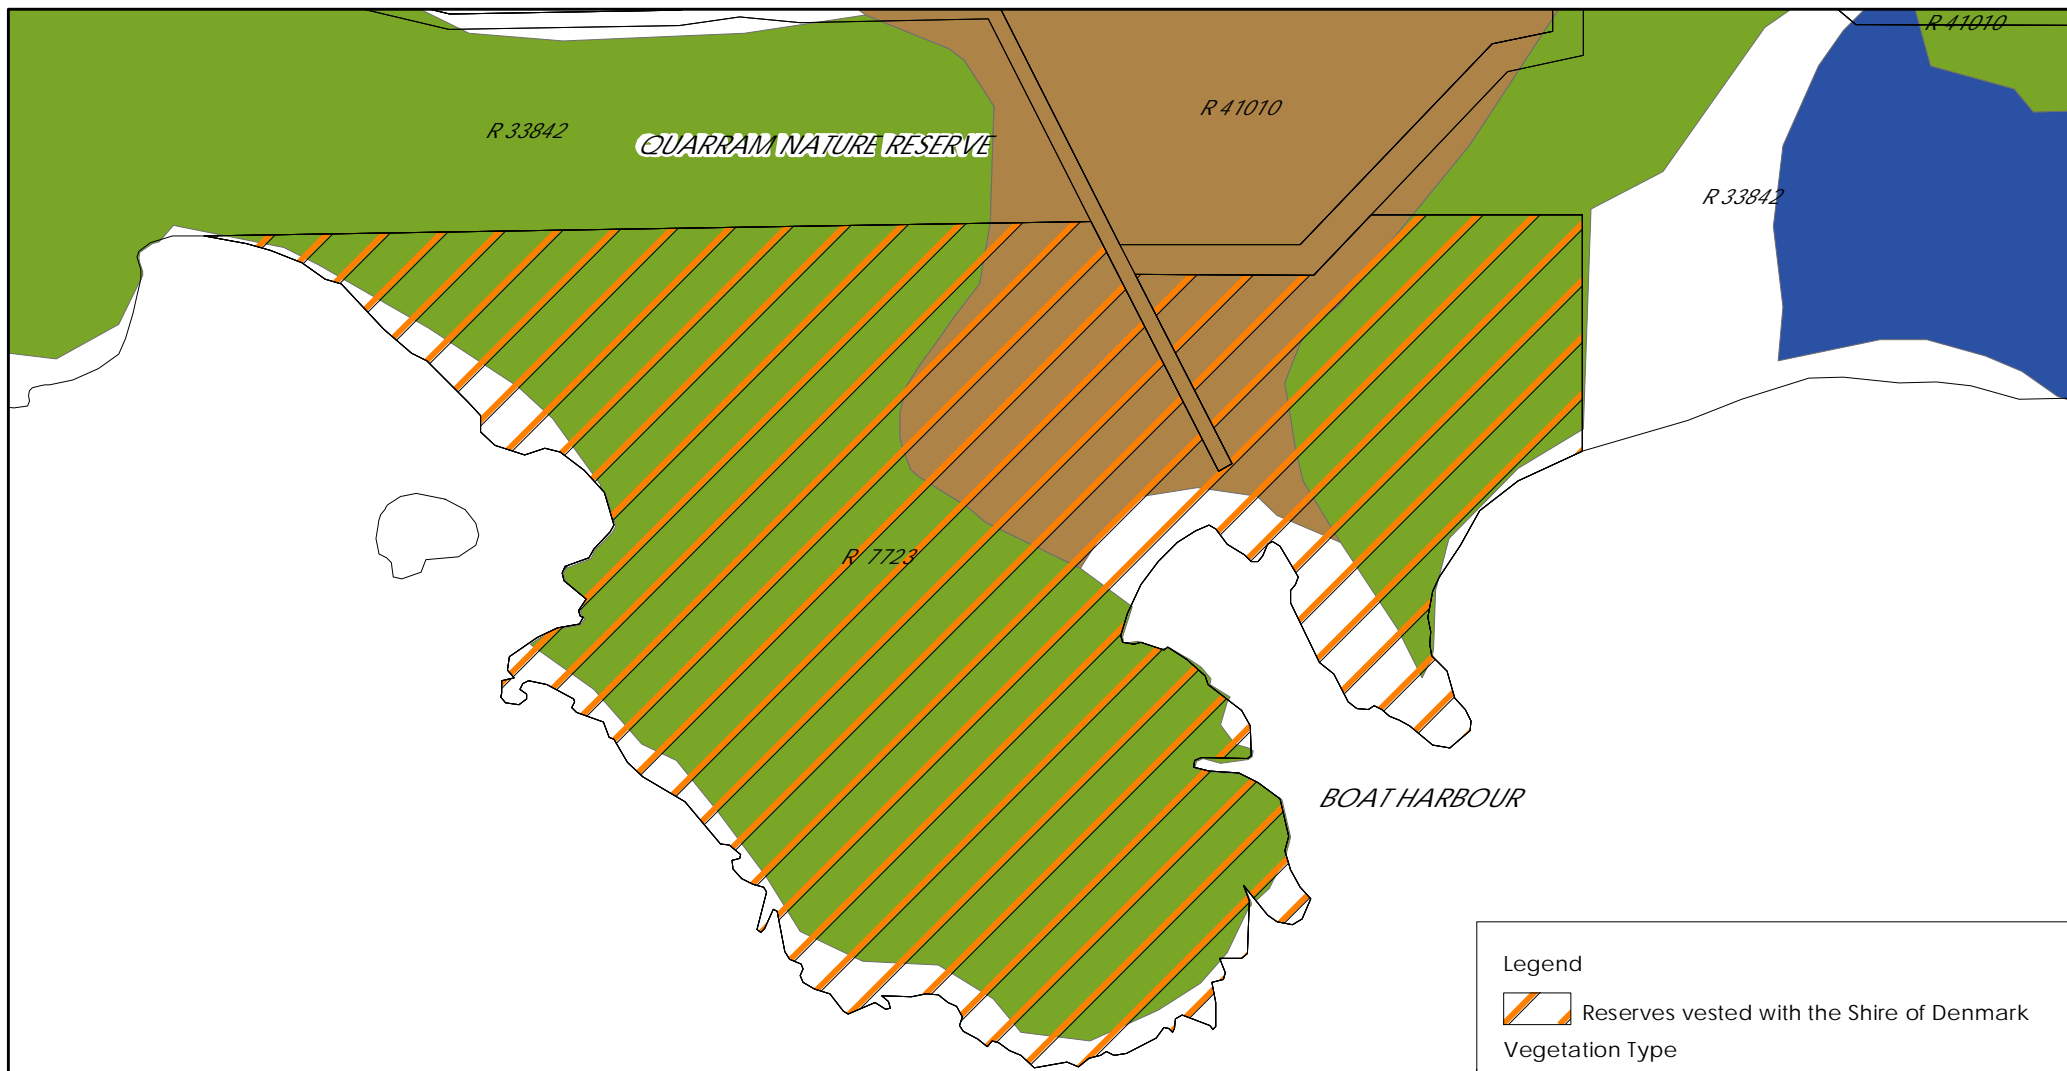 R 41010
R 41010
R 33842
QUARRAM NATURE RESERVE
R 33842
R 7723
BOAT HARBOUR
Legend
Reserves vested with the Shire of Denmark
Vegetation Type